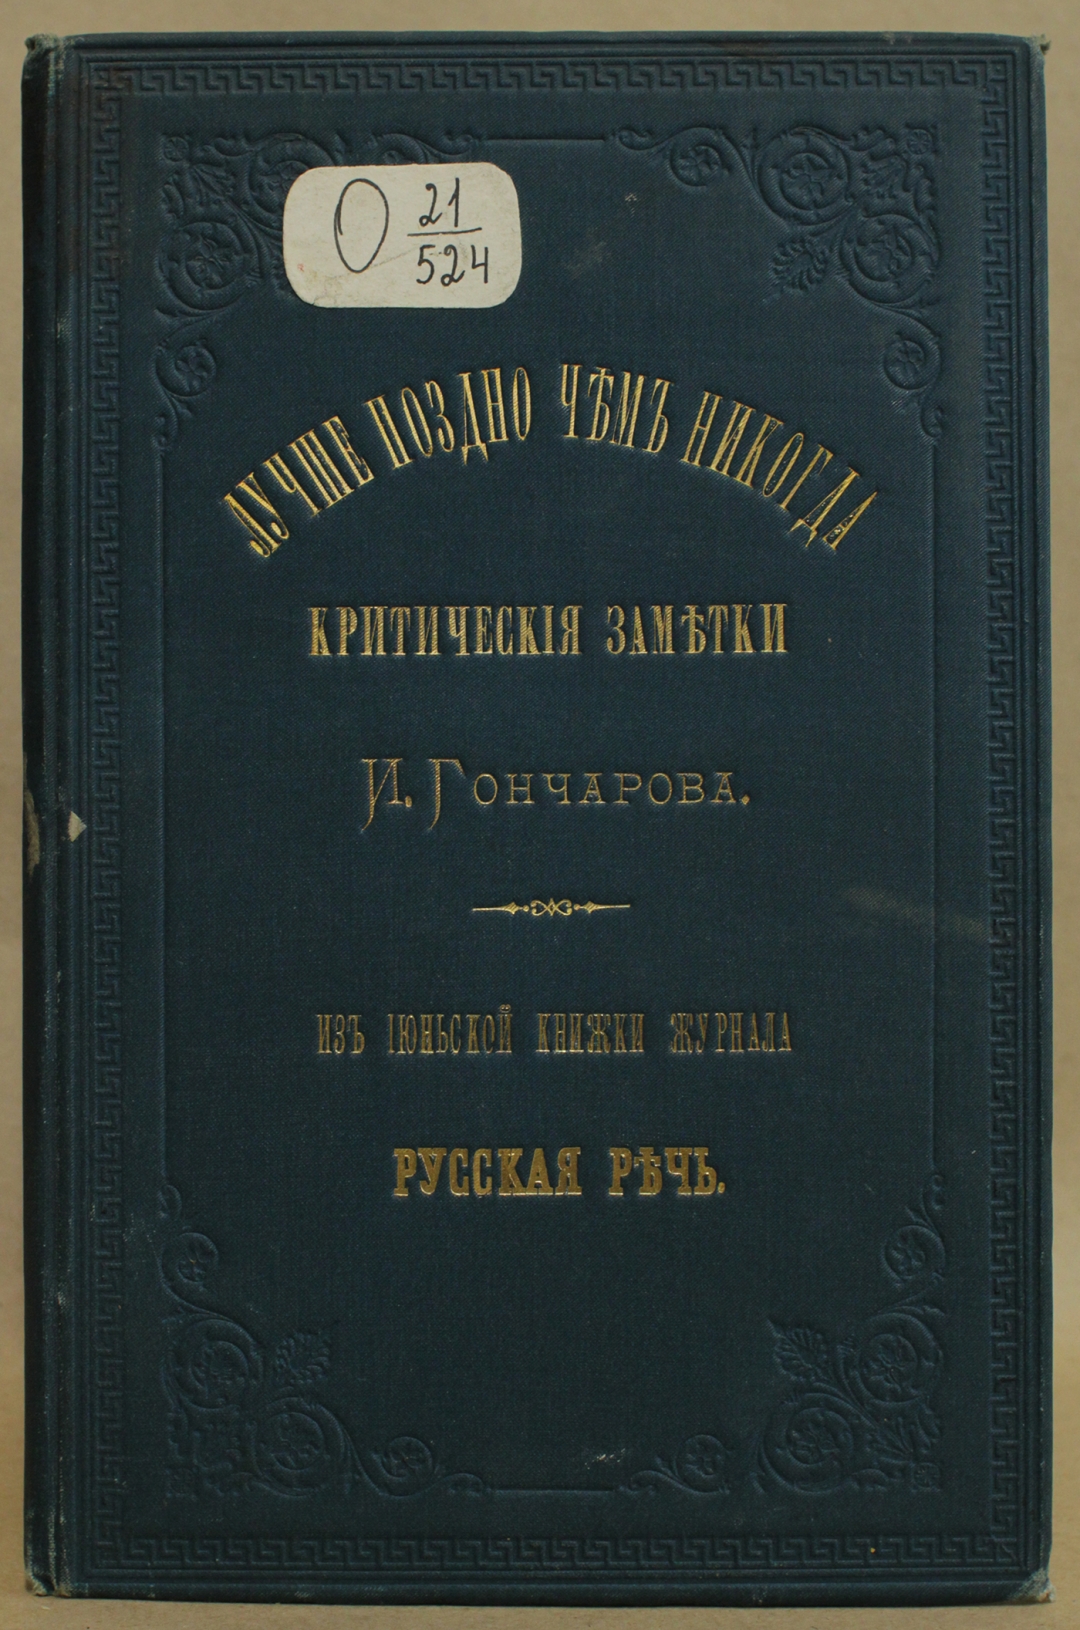 О 21
524
ЛУЧШЕ ПОЗДНО ЧѢМЪ НИКОГДА
КРИТИЧЕСКІЯ ЗАМѢТКИ
И. ГОНЧАРОВА.
ИЗЪ ІЮНЬСКОЙ КНИЖКИ ЖУРНАЛА
РУССКАЯ РѢЧЬ.